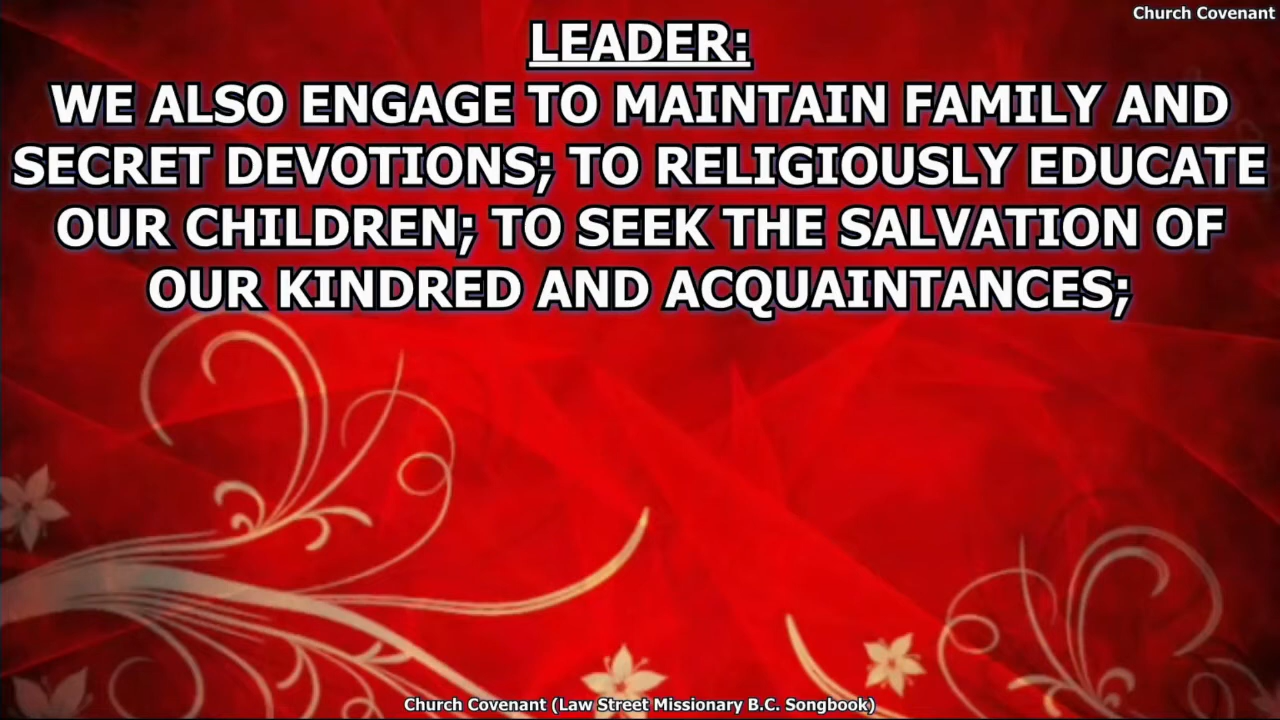 Church Covenant
LEADER:
WE ALSO ENGAGE TO MAINTAIN FAMILY AND
SECRET DEVOTIONS; TO RELIGIOUSLY EDUCATE
OUR CHILDREN; TO SEEK THE SALVATION OF
OUR KINDRED AND ACQUAINTANCES;
Church Covenant (Law Street Missionary B.C. Songbook)